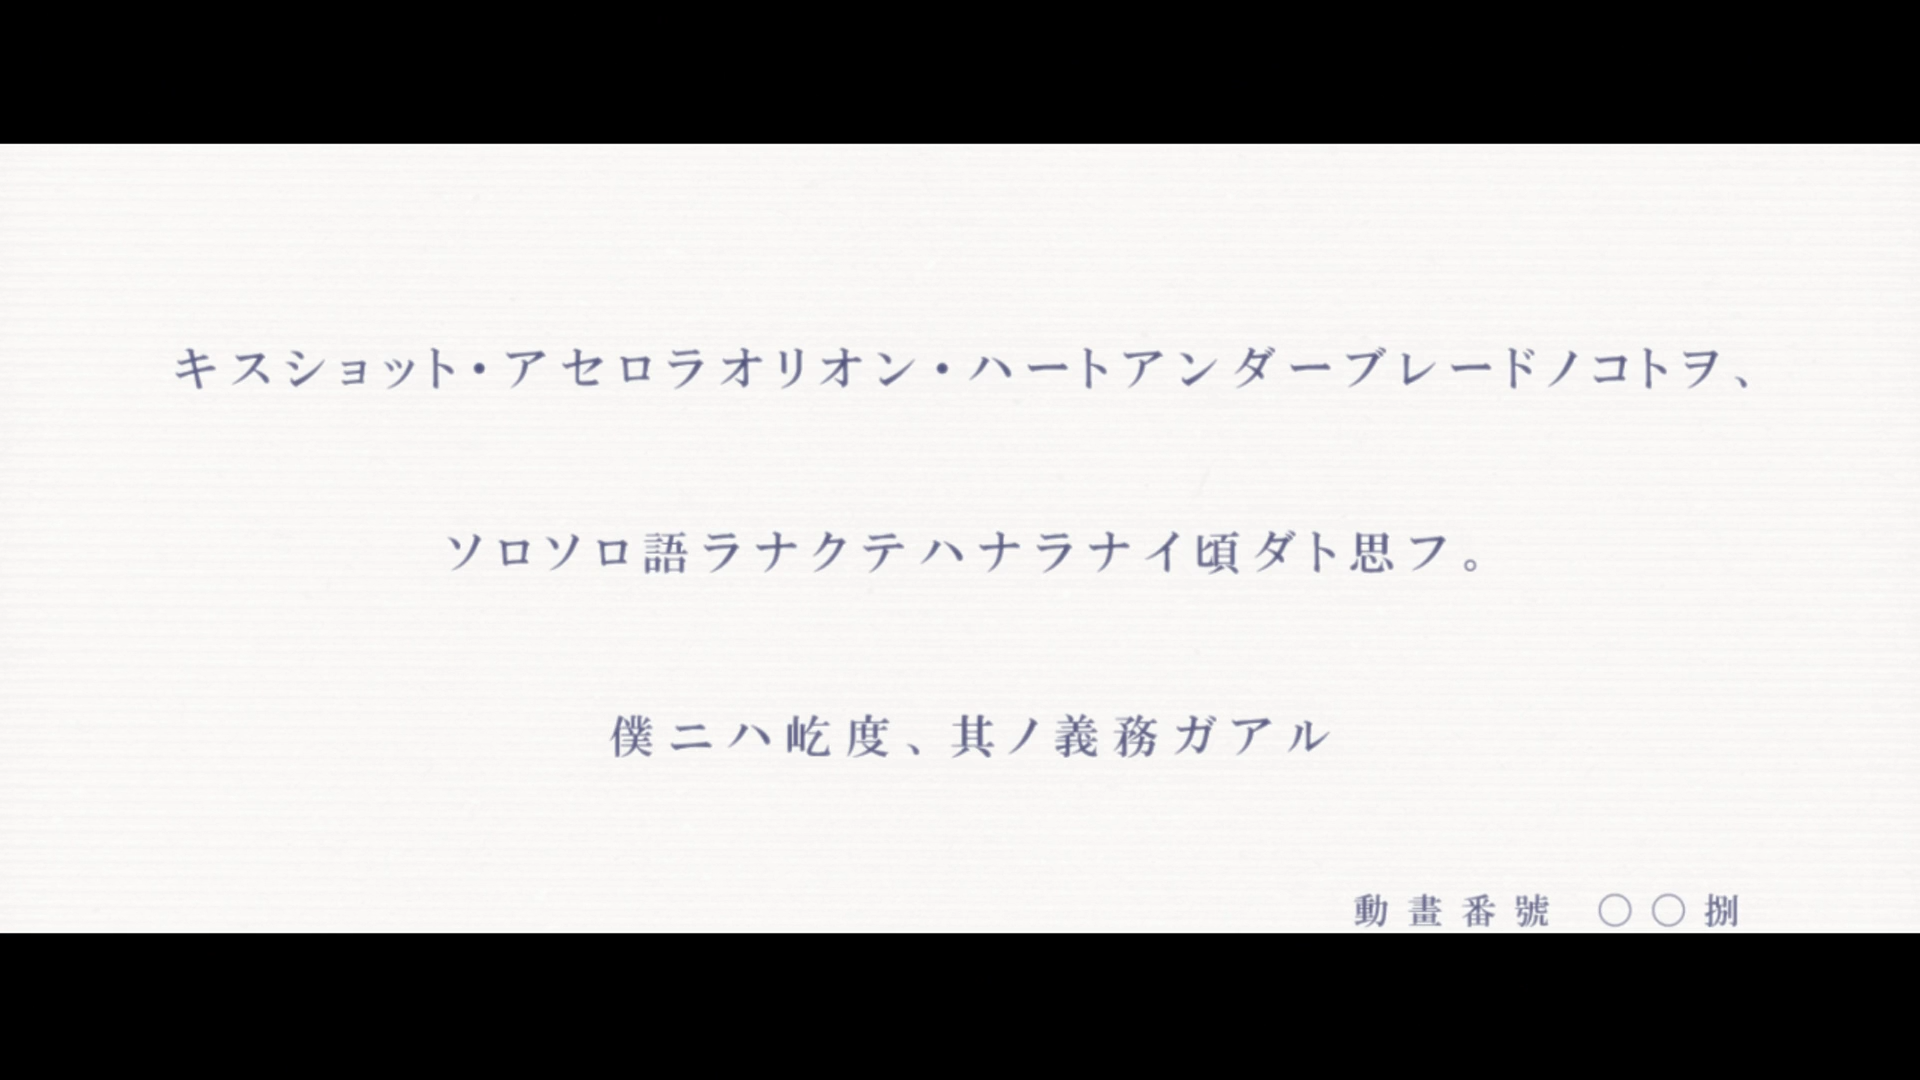 キスショット・アセロラオリオン・ハートアンダーブレードノコトヲ、
ソロソロ語ラナクテハナラナイ頃ダト思フ。
僕ニハ屹度、其ノ義務ガアル
動畫番號　〇〇捌